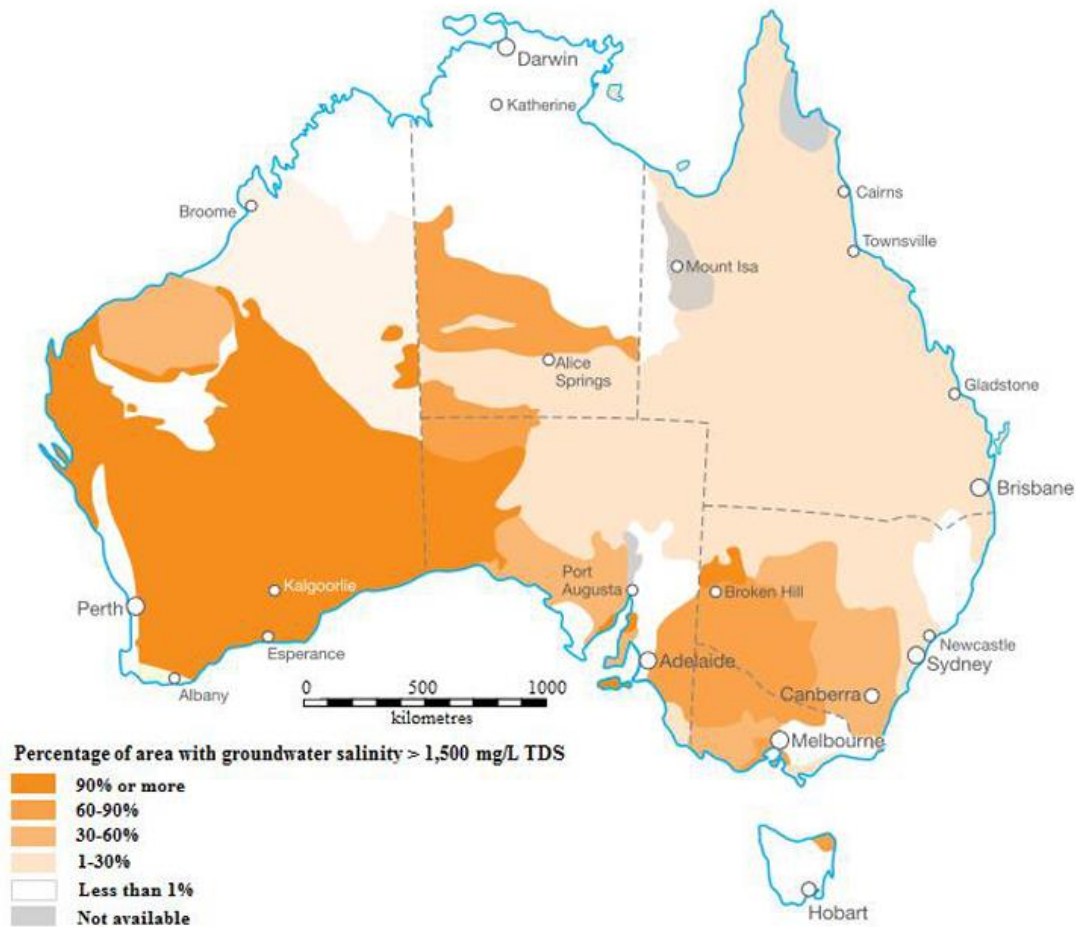 Darwin
Katherine
Broome
Cairns
Townsville
Mount Isa
Alice
Springs
Gladstone
Brisbane
Port
Augusta
Kalgoorlie
Broken Hill
Perth
Esperance
Newcastle
Sydney
Adelaide
Albany
0 500 1000
kilometres
Canberra
Melbourne
Percentage of area with groundwater salinity > 1,500 mg/L TDS
90% or more
60-90%
30-60%
1-30%
Less than 1%
Not available
Hobart